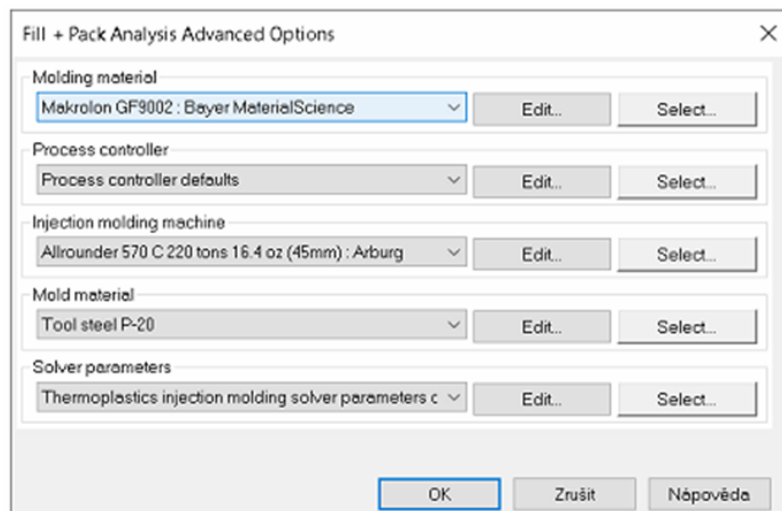 Fill + Pack Analysis Advanced Options
Molding material
Makrolon GF9002 : Bayer MaterialScience
Edit...
Select...
Process controller
Process controller defaults
Edit...
Select...
Injection molding machine
Allrounder 570 C 220 tons 16.4 oz (45mm) : Arburg
Edit...
Select...
Mold material
Tool steel P-20
Edit...
Select...
Solver parameters
Thermoplastics injection molding solver parameters c
Edit...
Select...
OK
Zrušit
Nápověda